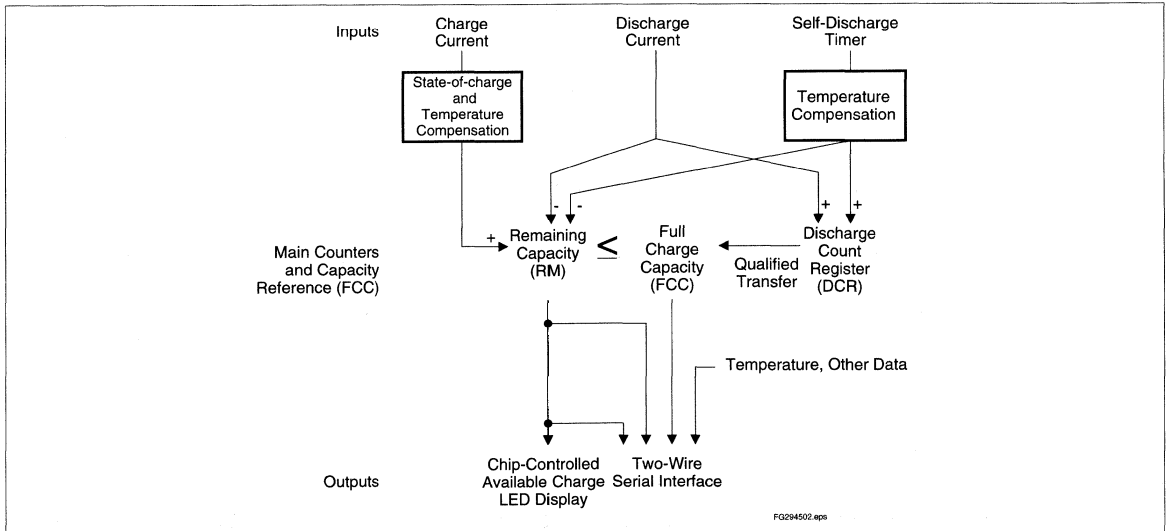 Inputs
Charge
Current
Discharge
Current
Self-Discharge
Timer
State-of-charge
and
Temperature
Compensation
Temperature
Compensation
- - + +
Main Counters
and Capacity
Reference (FCC)
+
Remaining
Capacity
(RM)
≤
Full
Charge
Capacity
(FCC)
Qualified
Transfer
Discharge
Count
Register
(DCR)
Temperature, Other Data
Outputs
Chip-Controlled
Available Charge
LED Display
Two-Wire
Serial Interface
FG294502.eps